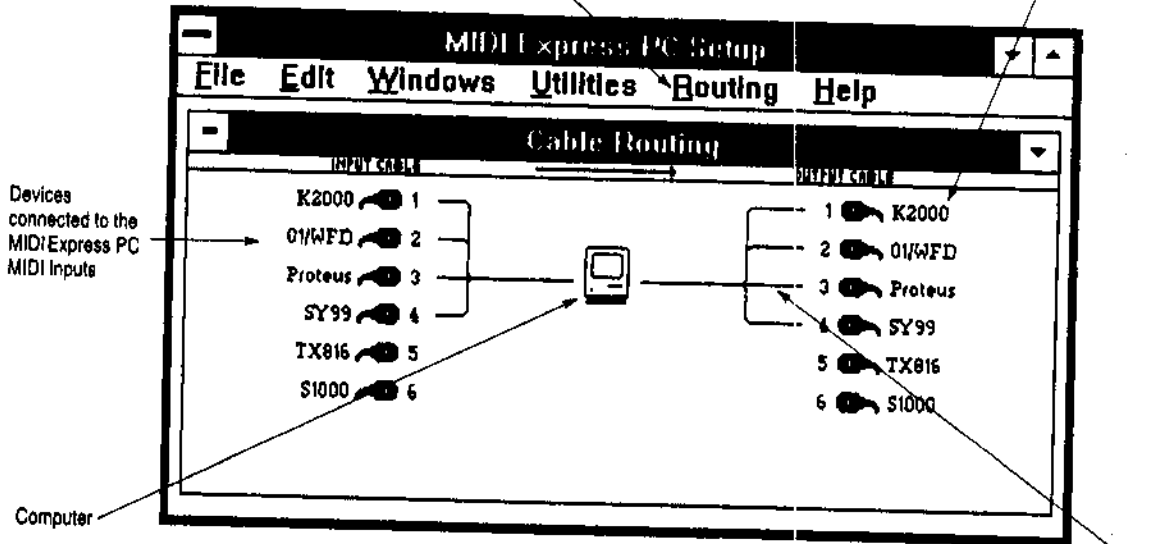 MIDI Express PC Setup
File Edit Windows Utilities Routing Help
Cable Routing
INPUT CABLE
OUTPUT CABLE
K2000 1
01/WFD 2
Proteus 3
SY99 4
TX816 5
S1000 6
1 K2000
2 01/WFD
3 Proteus
4 SY99
5 TX816
6 S1000
Devices
connected to the
MIDI Express PC
MIDI Inputs
Computer